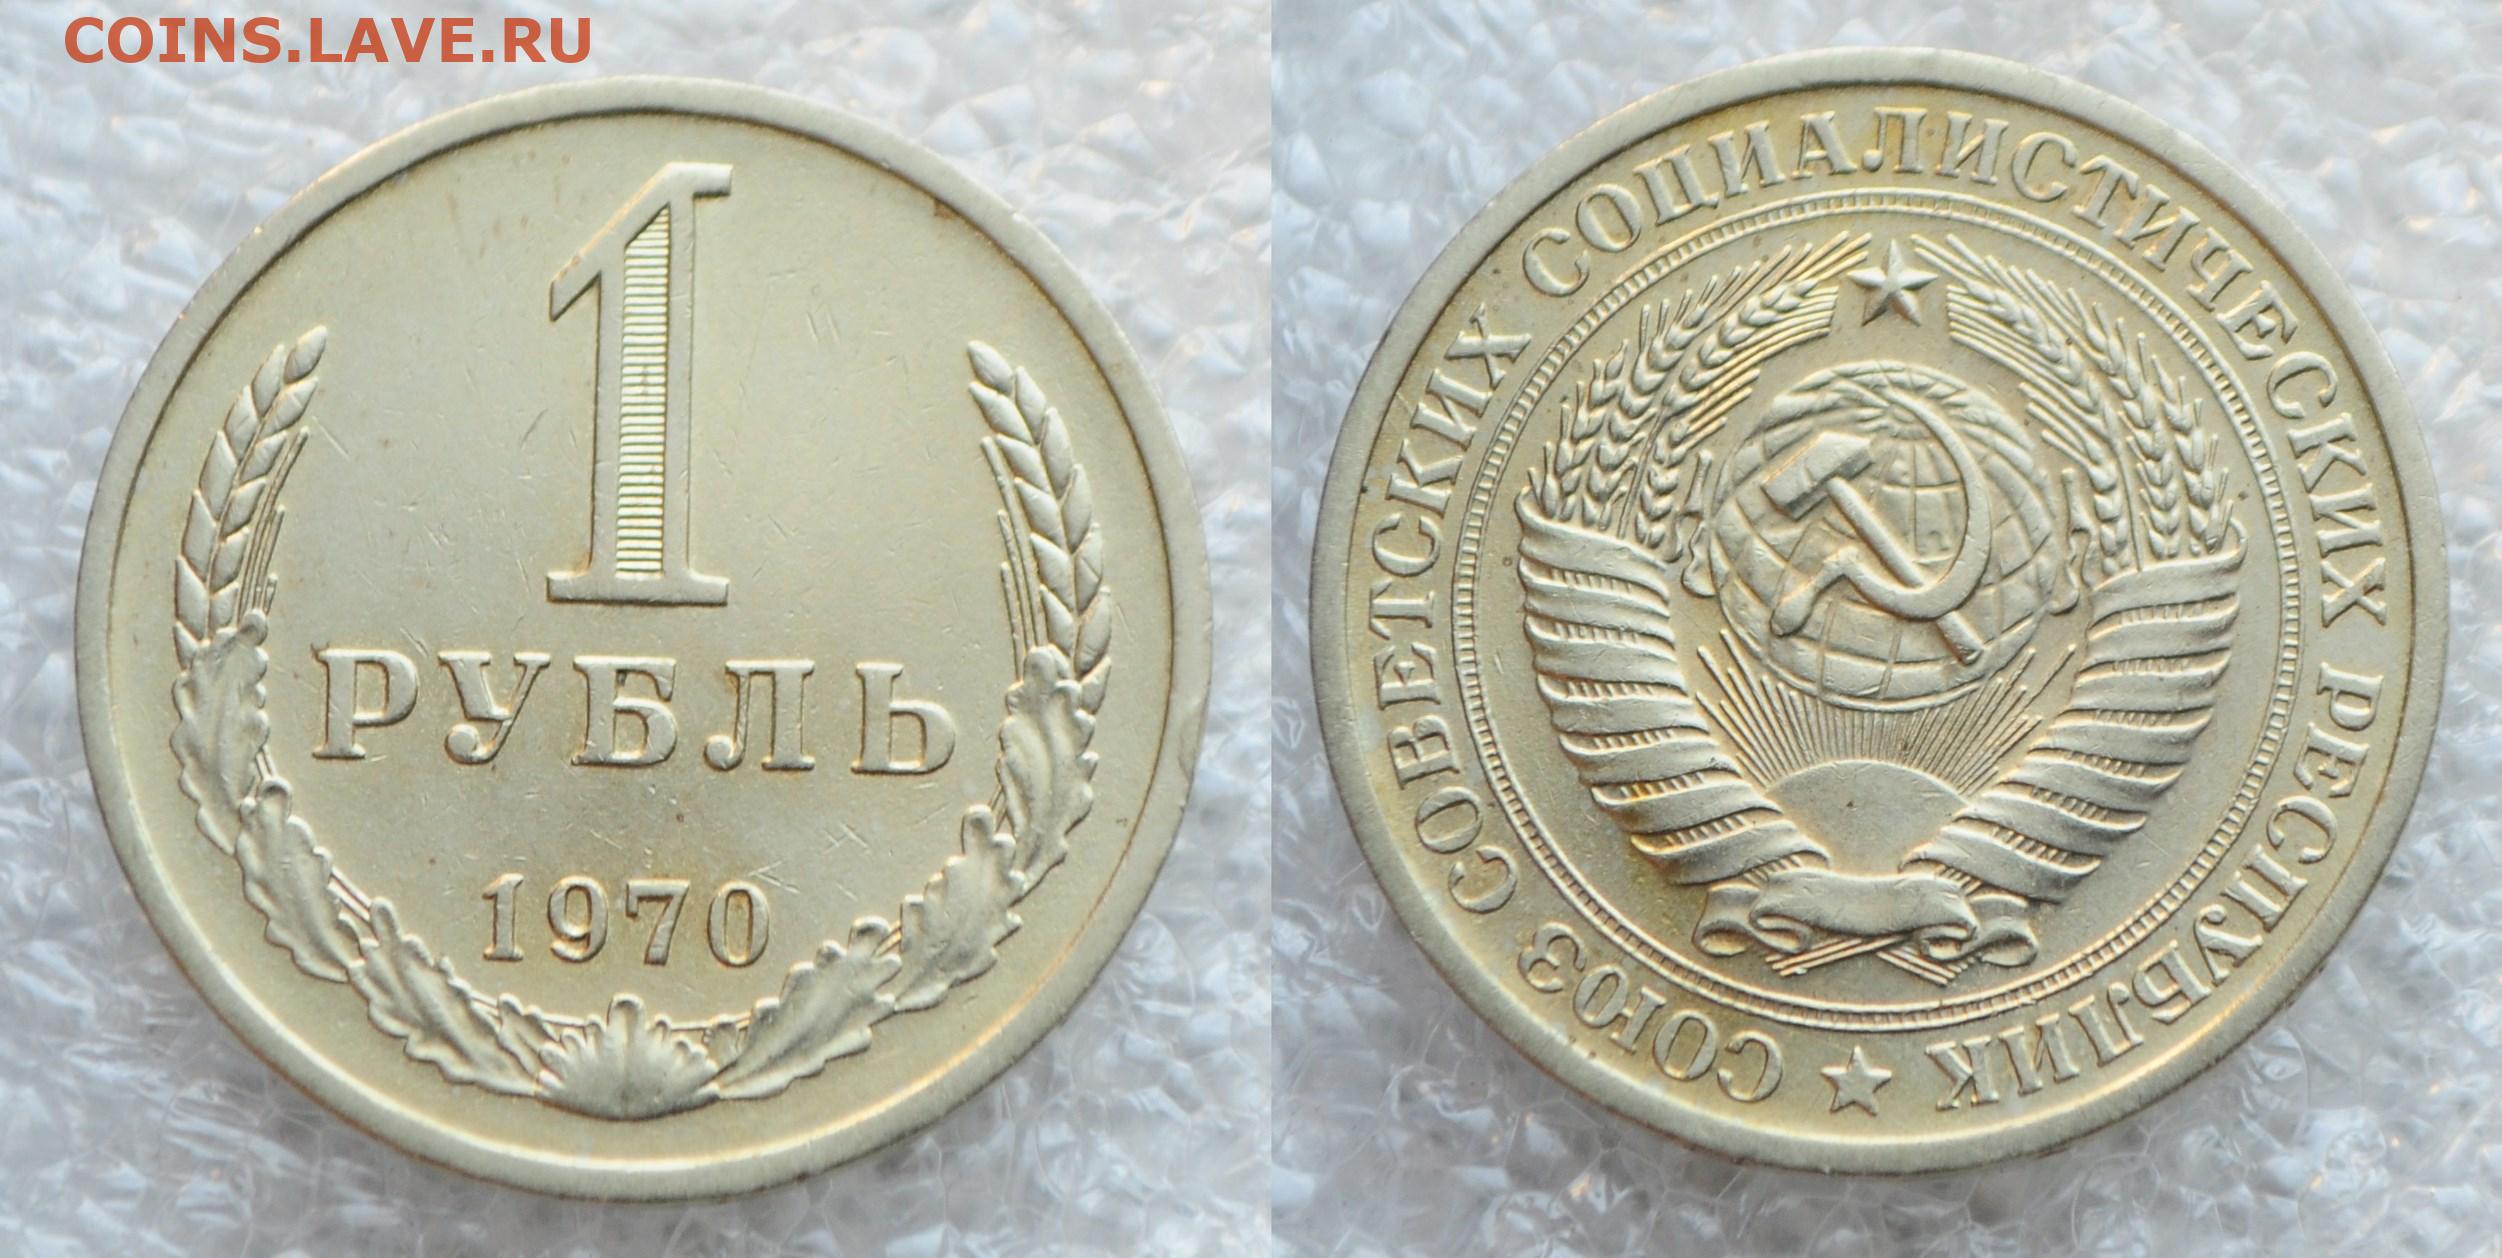 COINS.LAVE.RU
1
РУБЛЬ
1970
СОЮЗ СОВЕТСКИХ СОЦИАЛИСТИЧЕСКИХ РЕСПУБЛИК